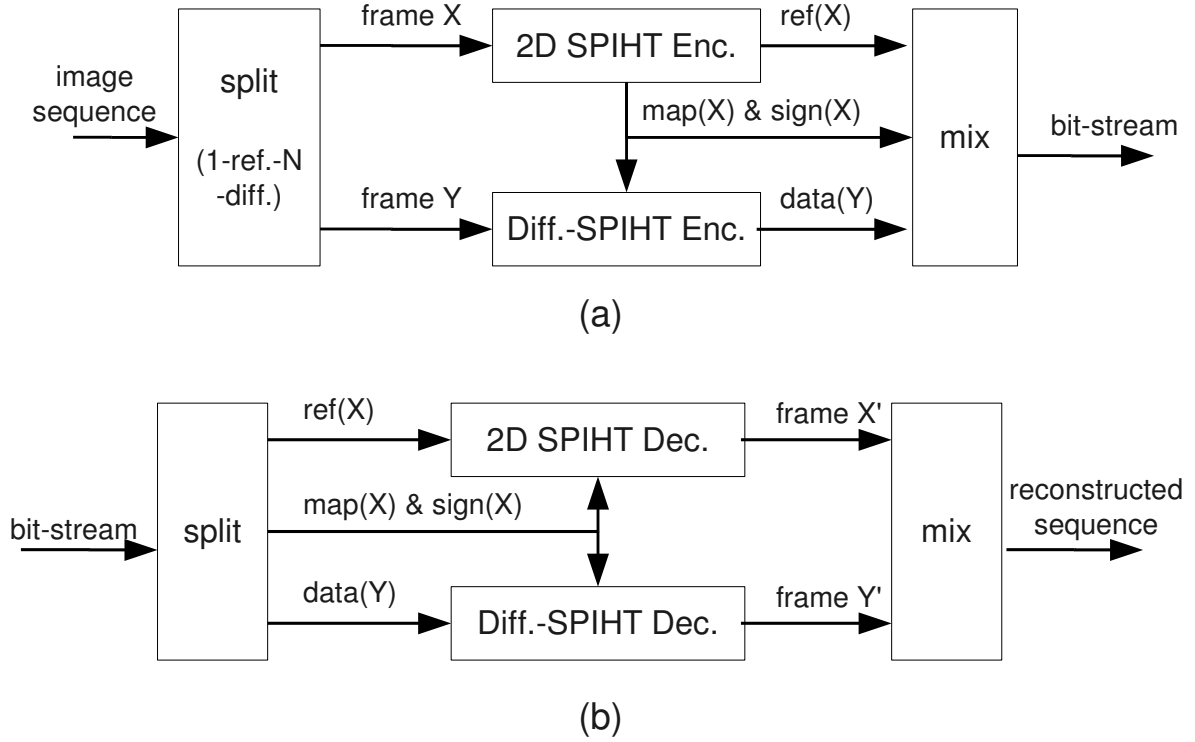 frame X
2D SPIHT Enc.
ref(X)
image
sequence
split
(1-ref.-N
-diff.)
map(X) & sign(X)
mix
bit-stream
frame Y
Diff.-SPIHT Enc.
data(Y)
(a)
ref(X)
2D SPIHT Dec.
frame X'
bit-stream
split
map(X) & sign(X)
mix
reconstructed
sequence
data(Y)
Diff.-SPIHT Dec.
frame Y'
(b)